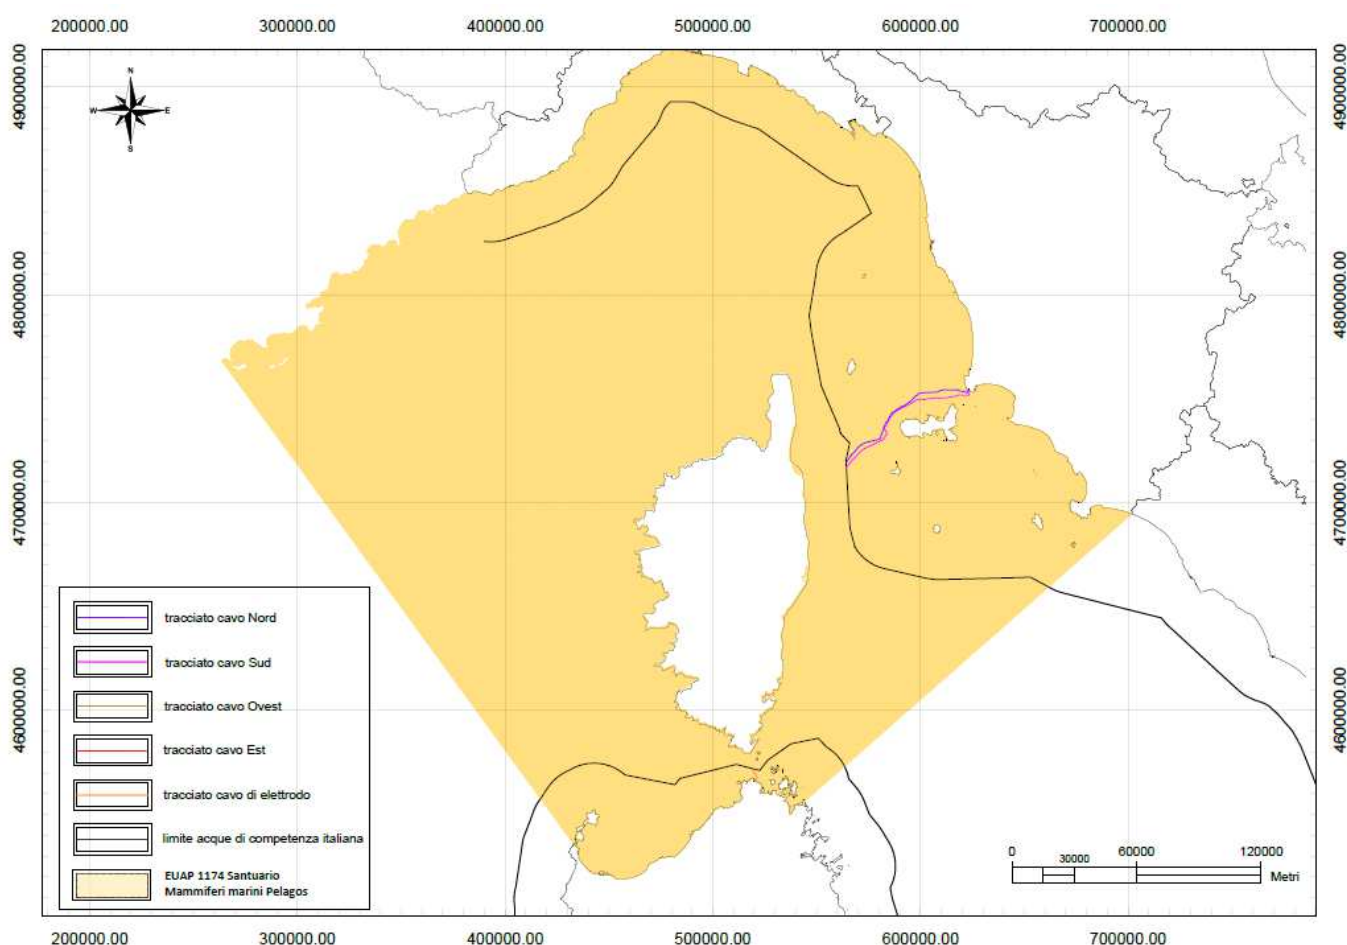 200000.00 300000.00 400000.00 500000.00 600000.00 700000.00
4900000.00 4900000.00
N
W E
S
4800000.00 4800000.00
4700000.00 4700000.00
tracciato cavo Nord
tracciato cavo Sud
tracciato cavo Ovest
4600000.00 4600000.00
tracciato cavo Est
tracciato cavo di elettrodo
limite acque di competenza italiana
EUAP 1174 Santuario
Mammiferi marini Pelagos
0 30000 60000 120000
Metri
200000.00 300000.00 400000.00 500000.00 600000.00 700000.00